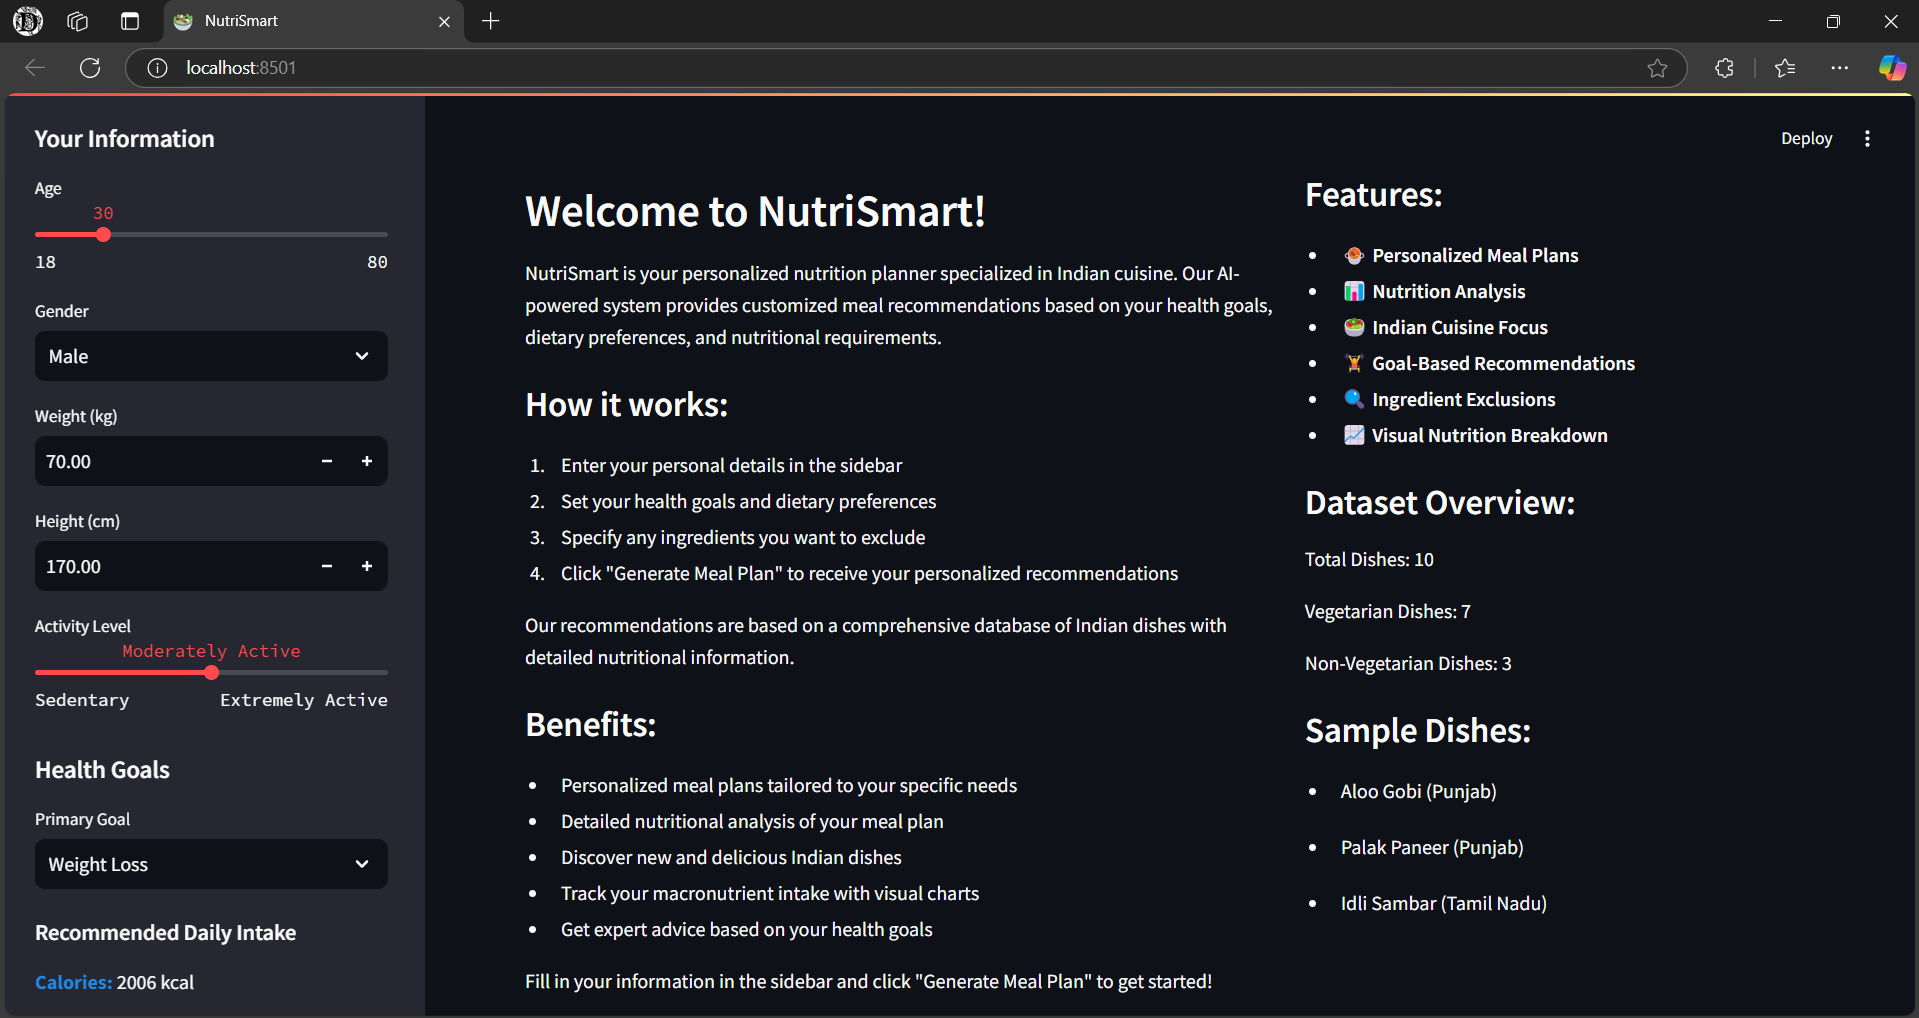 NutriSmart
localhost:8501
Your Information
Age
30
18 80
Gender
Male
Weight (kg)
70.00 − +
Height (cm)
170.00 − +
Activity Level
Moderately Active
Sedentary Extremely Active
Health Goals
Primary Goal
Weight Loss
Recommended Daily Intake
Calories: 2006 kcal
Deploy
Welcome to NutriSmart!
NutriSmart is your personalized nutrition planner specialized in Indian cuisine. Our AI-
powered system provides customized meal recommendations based on your health goals,
dietary preferences, and nutritional requirements.
How it works:
1. Enter your personal details in the sidebar
2. Set your health goals and dietary preferences
3. Specify any ingredients you want to exclude
4. Click "Generate Meal Plan" to receive your personalized recommendations
Our recommendations are based on a comprehensive database of Indian dishes with
detailed nutritional information.
Benefits:
• Personalized meal plans tailored to your specific needs
• Detailed nutritional analysis of your meal plan
• Discover new and delicious Indian dishes
• Track your macronutrient intake with visual charts
• Get expert advice based on your health goals
Fill in your information in the sidebar and click "Generate Meal Plan" to get started!
Features:
• Personalized Meal Plans
• Nutrition Analysis
• Indian Cuisine Focus
• Goal-Based Recommendations
• Ingredient Exclusions
• Visual Nutrition Breakdown
Dataset Overview:
Total Dishes: 10
Vegetarian Dishes: 7
Non-Vegetarian Dishes: 3
Sample Dishes:
• Aloo Gobi (Punjab)
• Palak Paneer (Punjab)
• Idli Sambar (Tamil Nadu)